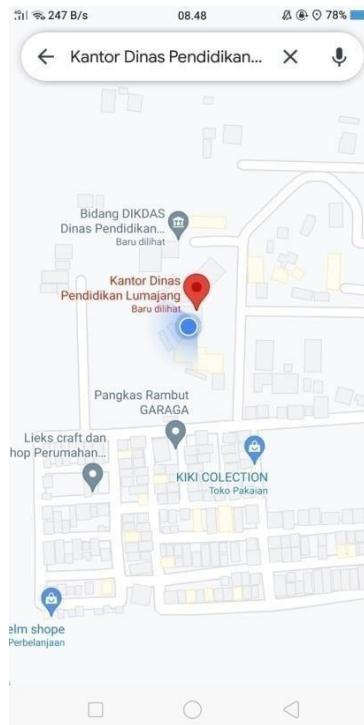 247 B/s 08.48 78%
Kantor Dinas Pendidikan...
Bidang DIKDAS
Dinas Pendidikan...
Baru dilihat
Kantor Dinas
Pendidikan Lumajang
Baru dilihat
Pangkas Rambut
GARAGA
Lieks craft dan
hop Perumahan...
KIKI COLECTION
Toko Pakaian
elm shope
Perbelanjaan